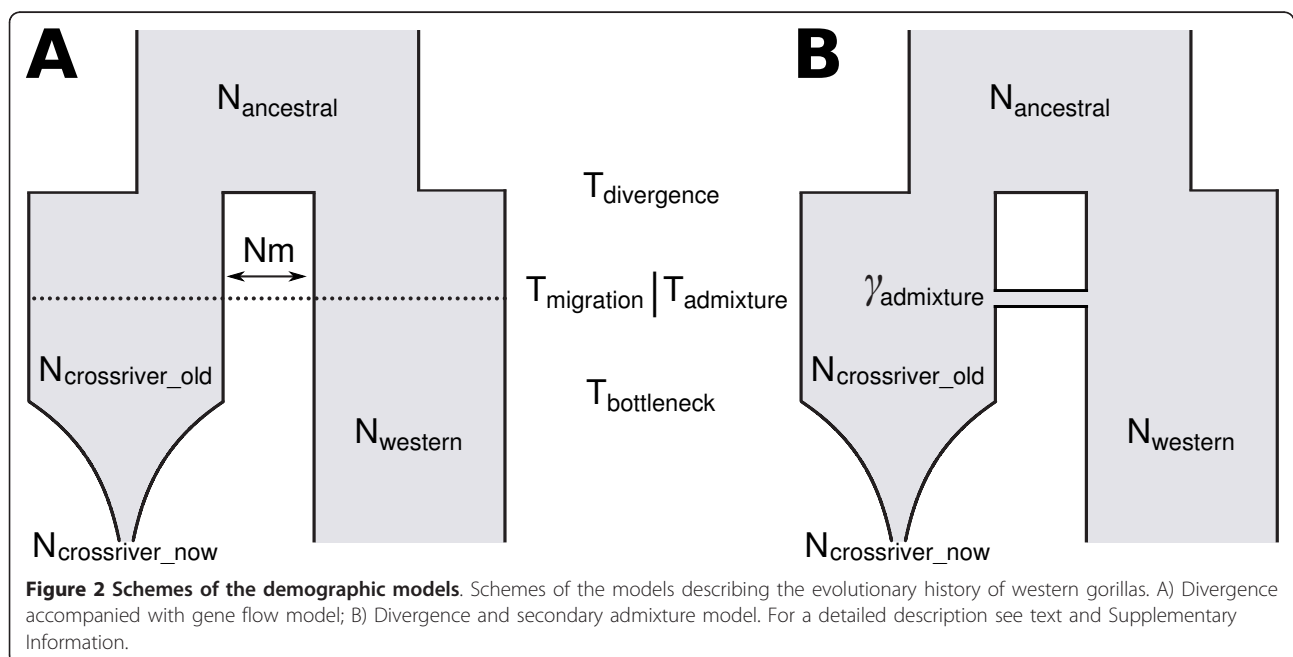 A
B
Nancestral
Nancestral
Tdivergence
Nm
Tmigration | Tadmixture
γadmixture
Ncrossriver_old
Ncrossriver_old
Tbottleneck
Nwestern
Nwestern
Ncrossriver_now
Ncrossriver_now
Figure 2 Schemes of the demographic models. Schemes of the models describing the evolutionary history of western gorillas. A) Divergence
accompanied with gene flow model; B) Divergence and secondary admixture model. For a detailed description see text and Supplementary
Information.